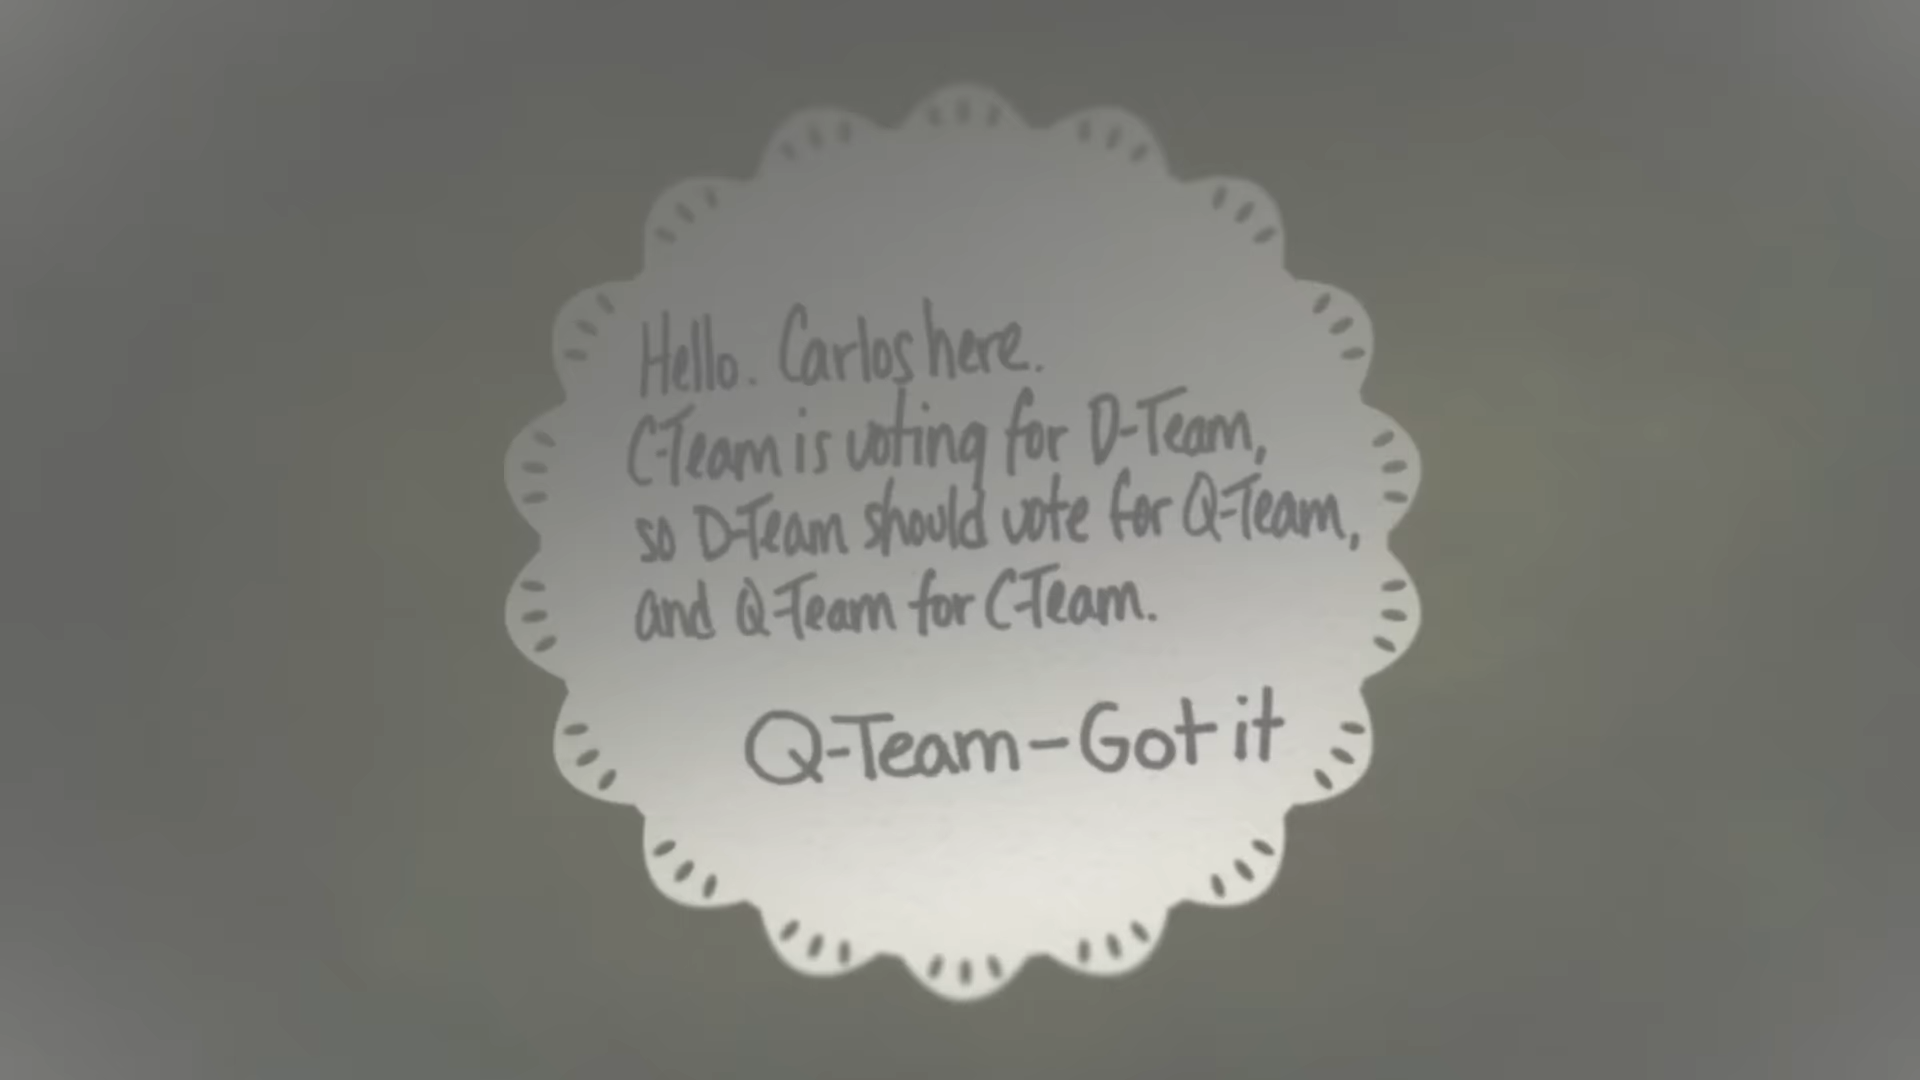 Hello. Carlos here.
C-Team is voting for D-Team,
so D-Team should vote for Q-Team,
and Q-Team for C-Team.
Q-Team-Got it